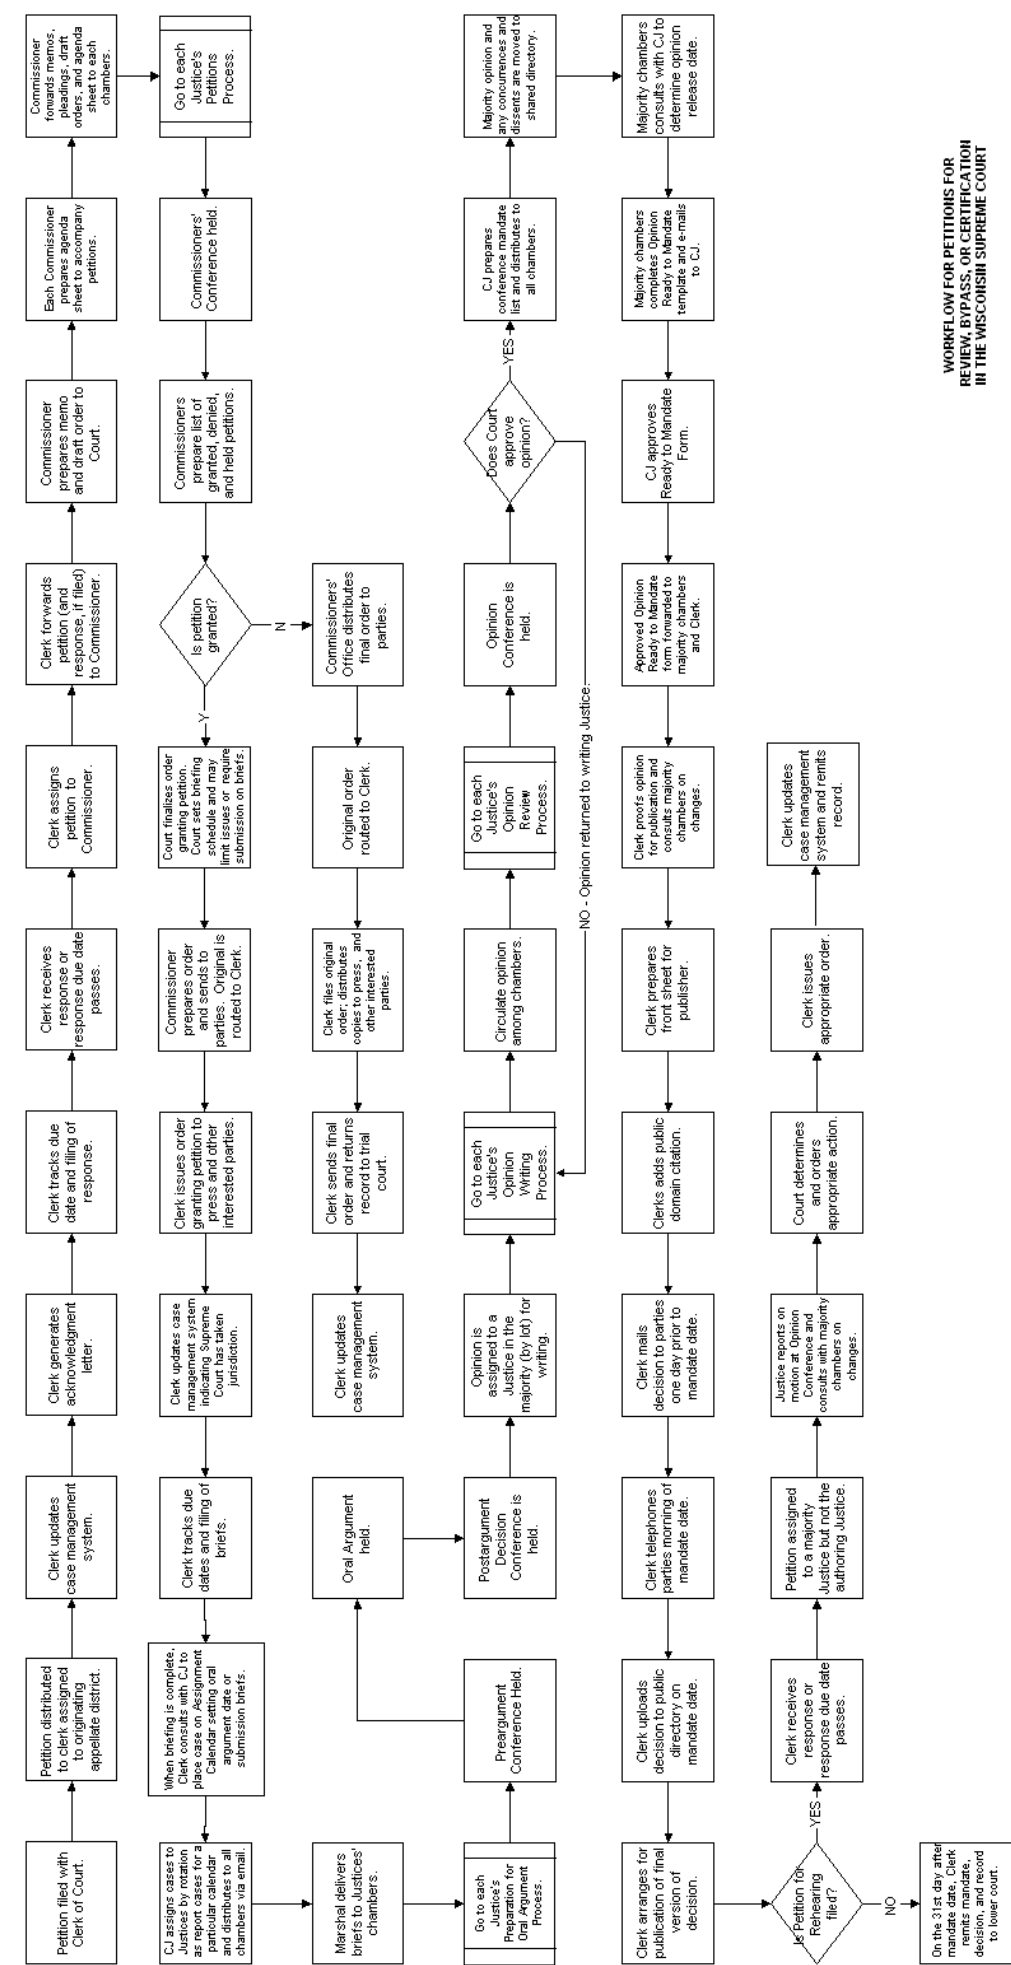 Petition filed with
Clerk of Court.
Petition distributed
to clerk assigned
to originating
appellate district.
Clerk updates
case management
system.
Clerk generates
acknowledgment
letter.
Clerk tracks due
date and filing of
response.
Clerk receives
response or
response due date
passes.
Clerk assigns
petition to
Commissioner.
Clerk forwards
petition (and
response, if filed)
to Commissioner.
Commissioner
prepares memo
and draft order to
Court.
Each Commissioner
prepares agenda
sheet to accompany
petitions.
Commissioner
forwards memos,
pleadings, draft
orders, and agenda
sheet to each
chambers.
Go to each
Justice's
Petitions
Process.
Commissioners'
Conference held.
Commissioners
prepare list of
granted, denied,
and held petitions.
Is petition
granted?
N
Y
Commissioners'
Office distributes
final order to
parties.
Original order
routed to Clerk.
Clerk files original
order; distributes
copies to press, and
other interested
parties.
Clerk sends final
order and returns
record to trial
court.
Clerk updates
case management
system.
Court finalizes order
granting petition.
Court sets briefing
schedule and may
limit issues or require
submission on briefs.
Commissioner
prepares order
and sends to
parties. Original is
routed to Clerk.
Clerk issues order
granting petition to
press and other
interested parties.
Clerk updates case
management system
indicating Supreme
Court has taken
jurisdiction.
Clerk tracks due
dates and filing of
briefs.
When briefing is complete,
Clerk consults with CJ to
place case on Assignment
Calendar setting oral
argument date or
submission briefs.
CJ assigns cases to
Justices by rotation
as report cases for a
particular calendar
and distributes to all
chambers via email.
Marshal delivers
briefs to Justices'
chambers.
Go to each
Justice's
Preparation for
Oral Argument
Process.
Preargument
Conference Held.
Oral Argument
held.
Postargument
Decision
Conference is
held.
Opinion is
assigned to a
Justice in the
majority (by lot) for
writing.
Go to each
Justice's
Opinion
Writing
Process.
Circulate opinion
among chambers.
Go to each
Justice's
Opinion
Review
Process.
Opinion
Conference is
held.
Does Court
approve
opinion?
NO - Opinion returned to writing Justice.
YES
CJ prepares
conference mandate
list and distributes to
all chambers.
Majority opinion and
any concurrences and
dissents are moved to
shared directory.
Majority chambers
consults with CJ to
determine opinion
release date.
Majority chambers
completes Opinion
Ready to Mandate
template and e-mails
to CJ.
CJ approves
Ready to Mandate
Form.
Approved Opinion
Ready to Mandate
form forwarded to
majority chambers
and Clerk.
Clerk proofs opinion
for publication and
consults majority
chambers on
changes.
Clerk prepares
front sheet for
publisher.
Clerks adds public
domain citation.
Clerk mails
decision to parties
one day prior to
mandate date.
Clerk telephones
parties morning of
mandate date.
Clerk uploads
decision to public
directory on
mandate date.
Clerk arranges for
publication of final
version of
decision.
Is Petition for
Rehearing
filed?
YES
NO
Clerk receives
response or
response due date
passes.
Petition assigned
to a majority
Justice but not the
authoring Justice.
Justice reports on
motion at Opinion
Conference and
consults with majority
chambers on
changes.
Court determines
and orders
appropriate action.
Clerk issues
appropriate order.
Clerk updates
case management
system and remits
record.
On the 31st day after
mandate date, Clerk
remits mandate,
decision, and record
to lower court.
WORKFLOW FOR PETITIONS FOR
REVIEW, BYPASS, OR CERTIFICATION
IN THE WISCONSIN SUPREME COURT